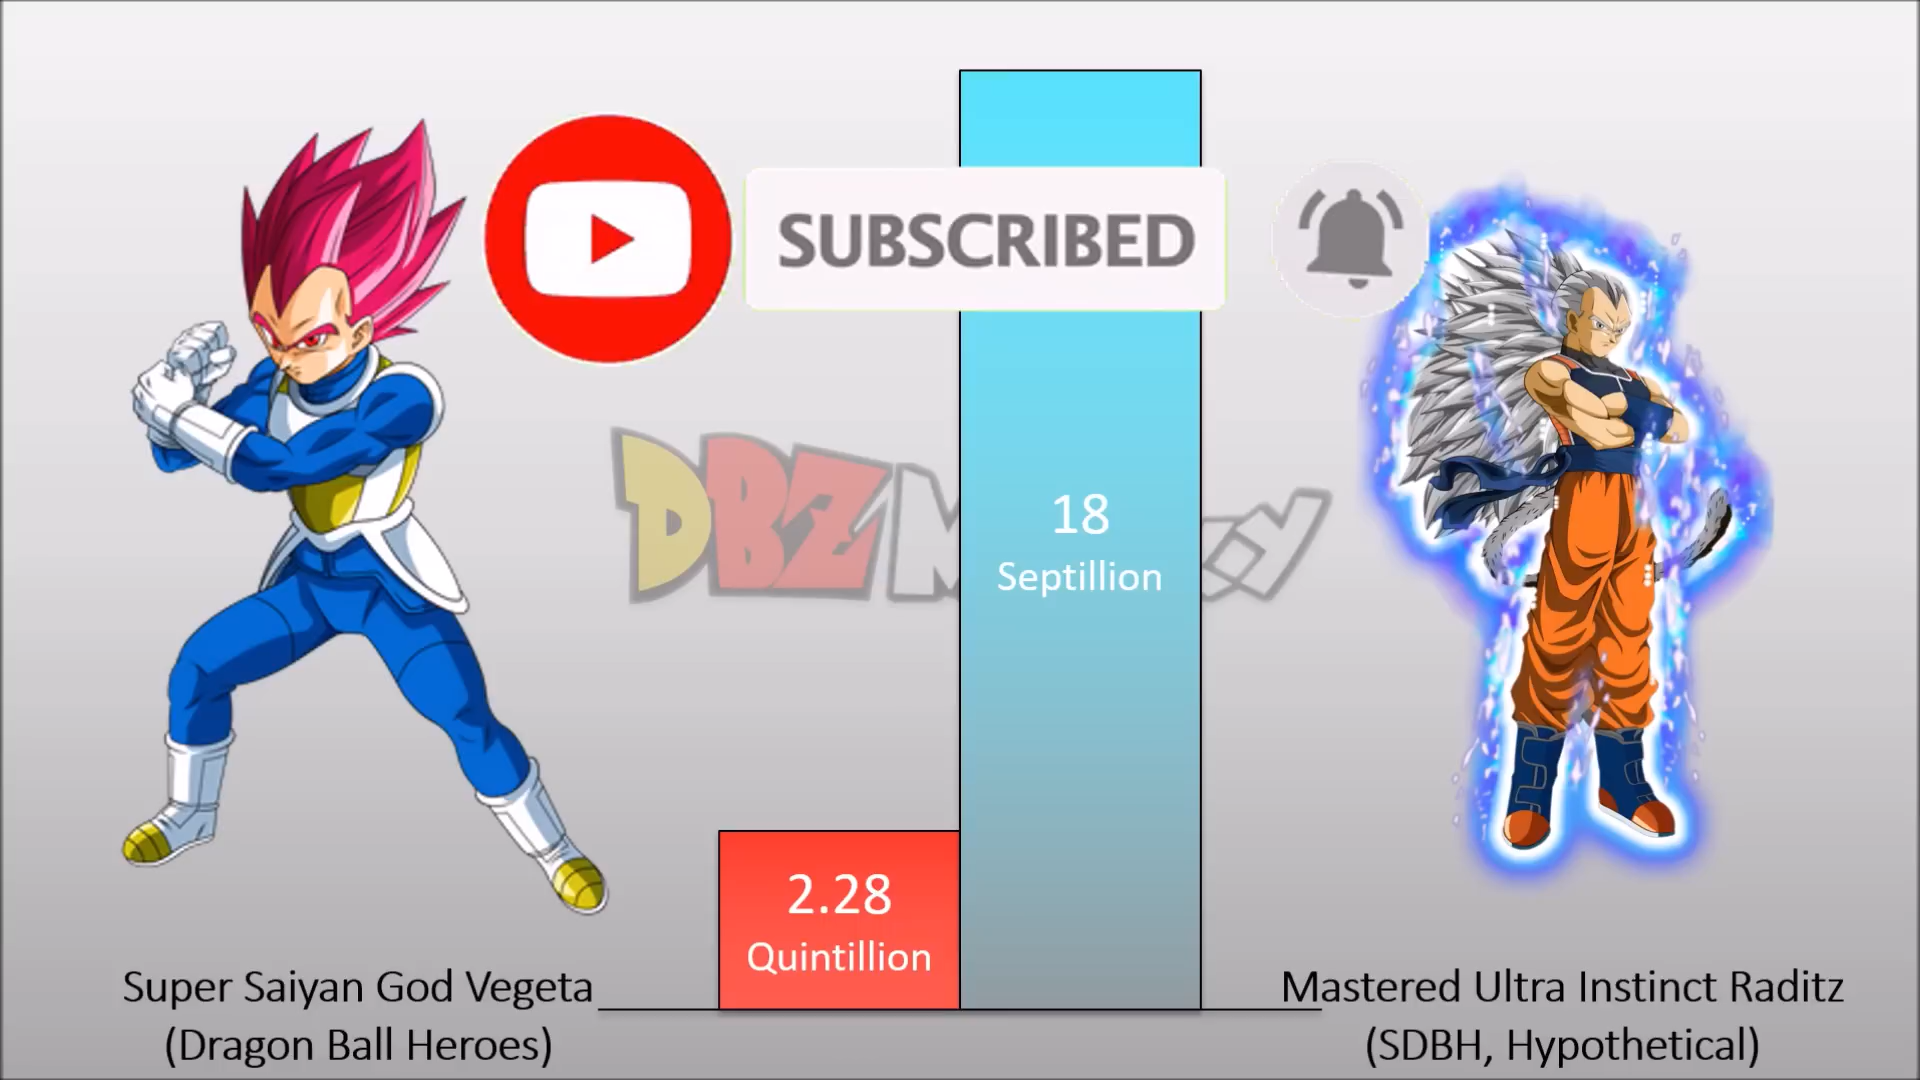 SUBSCRIBED
DBZ
18
Septillion
2.28
Quintillion
Super Saiyan God Vegeta
(Dragon Ball Heroes)
Mastered Ultra Instinct Raditz
(SDBH, Hypothetical)